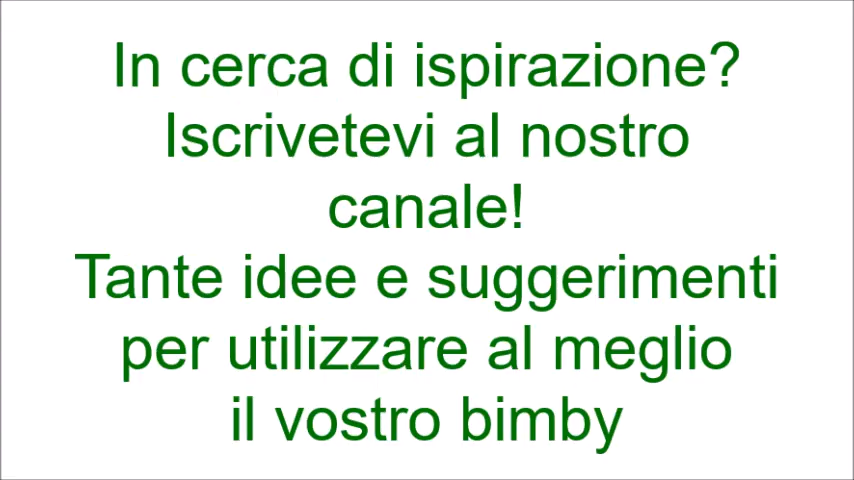 In cerca di ispirazione?
Iscrivetevi al nostro
canale!
Tante idee e suggerimenti
per utilizzare al meglio
il vostro bimby